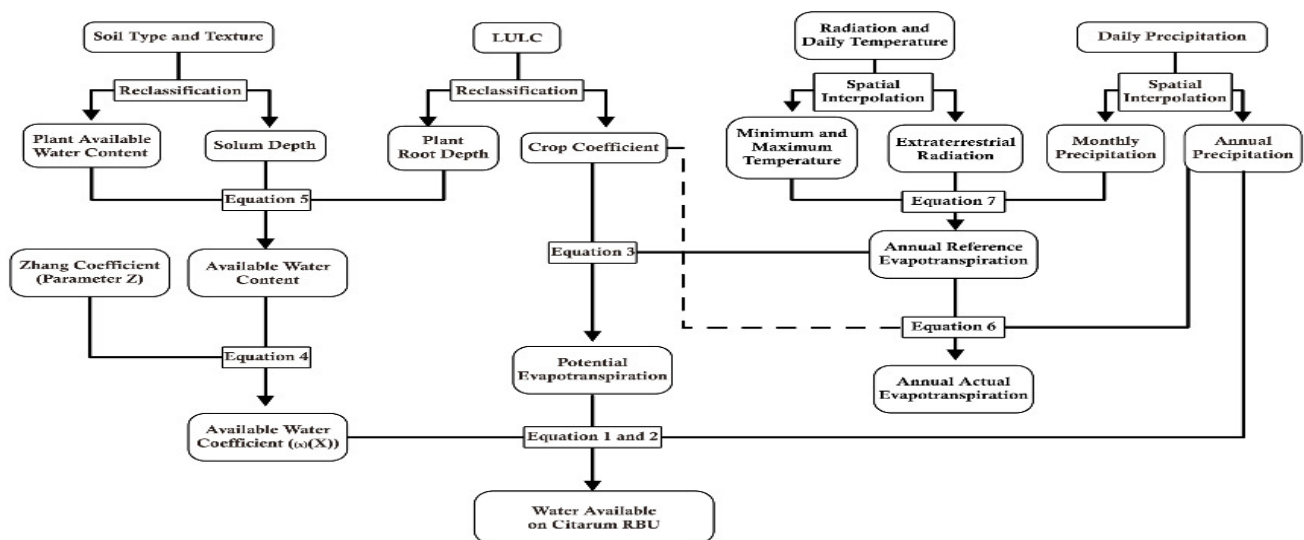 Soil Type and Texture
LULC
Radiation and
Daily Temperature
Daily Precipitation
Reclassification
Reclassification
Spatial
Interpolation
Spatial
Interpolation
Plant Available
Water Content
Solum Depth
Plant
Root Depth
Crop Coefficient
Minimum and
Maximum
Temperature
Extraterrestrial
Radiation
Monthly
Precipitation
Annual
Precipitation
Equation 5
Equation 7
Zhang Coefficient
(Parameter Z)
Available Water
Content
Equation 3
Annual Reference
Evapotranspiration
Equation 6
Equation 4
Potential
Evapotranspiration
Annual Actual
Evapotranspiration
Available Water
Coefficient ((x)(X))
Equation 1 and 2
Water Available
on Citarum RBU